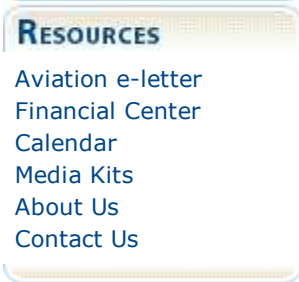 RESOURCES
Aviation e-letter
Financial Center
Calendar
Media Kits
About Us
Contact Us